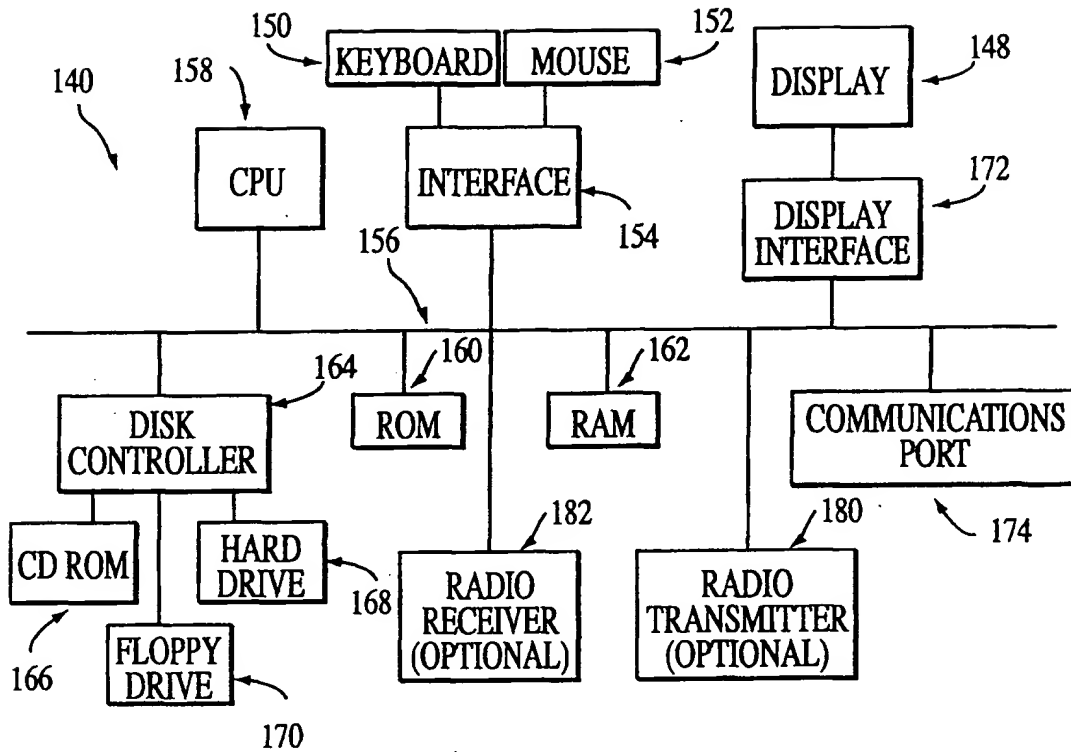 150
KEYBOARD
MOUSE
152
158
140
CPU
INTERFACE
154
DISPLAY
148
172
DISPLAY
INTERFACE
156
164
DISK
CONTROLLER
160
ROM
162
RAM
COMMUNICATIONS
PORT
174
CD ROM
166
HARD
DRIVE
168
FLOPPY
DRIVE
170
182
RADIO
RECEIVER
(OPTIONAL)
180
RADIO
TRANSMITTER
(OPTIONAL)